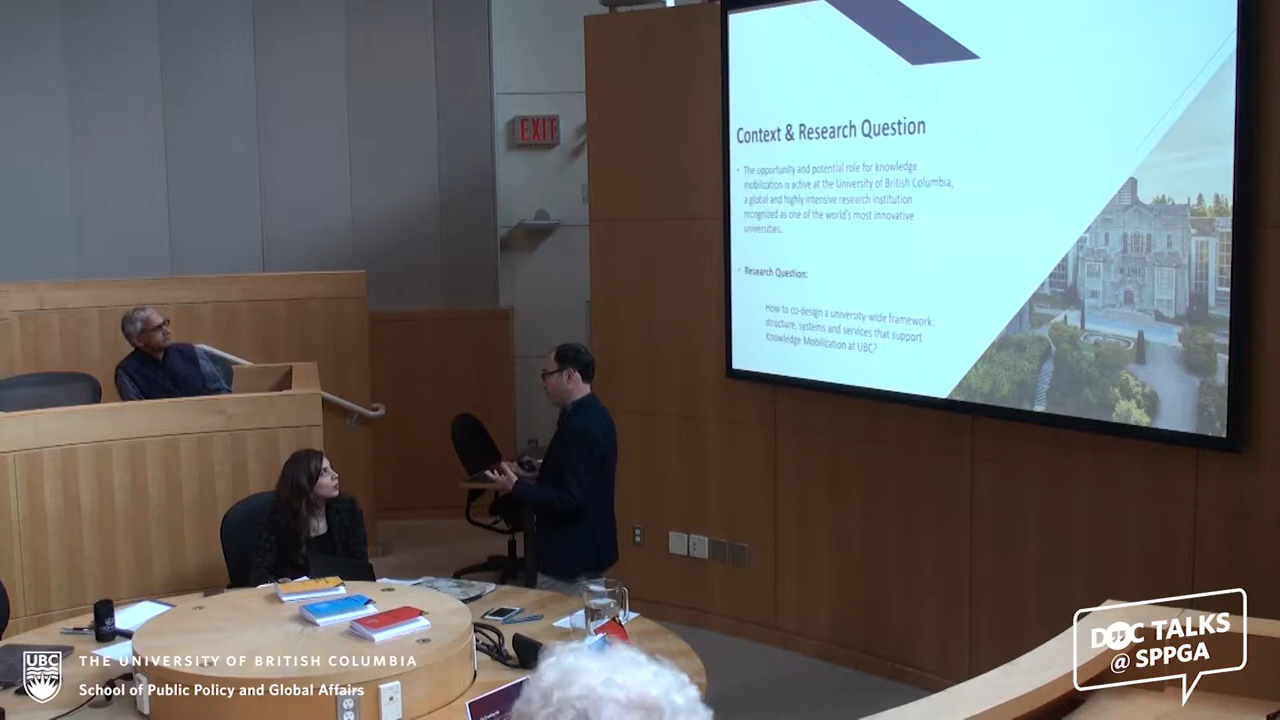 EXIT
Context & Research Question
• The opportunity and potential role for knowledge
mobilization is active at the University of British Columbia,
a global and highly intensive research institution
recognized as one of the world's most innovative
universities.
• Research Question:
How to co-design a university wide framework:
structure, systems and services that support
Knowledge Mobilization at UBC?
UBC
THE UNIVERSITY OF BRITISH COLUMBIA
School of Public Policy and Global Affairs
DOC TALKS
@ SPPGA